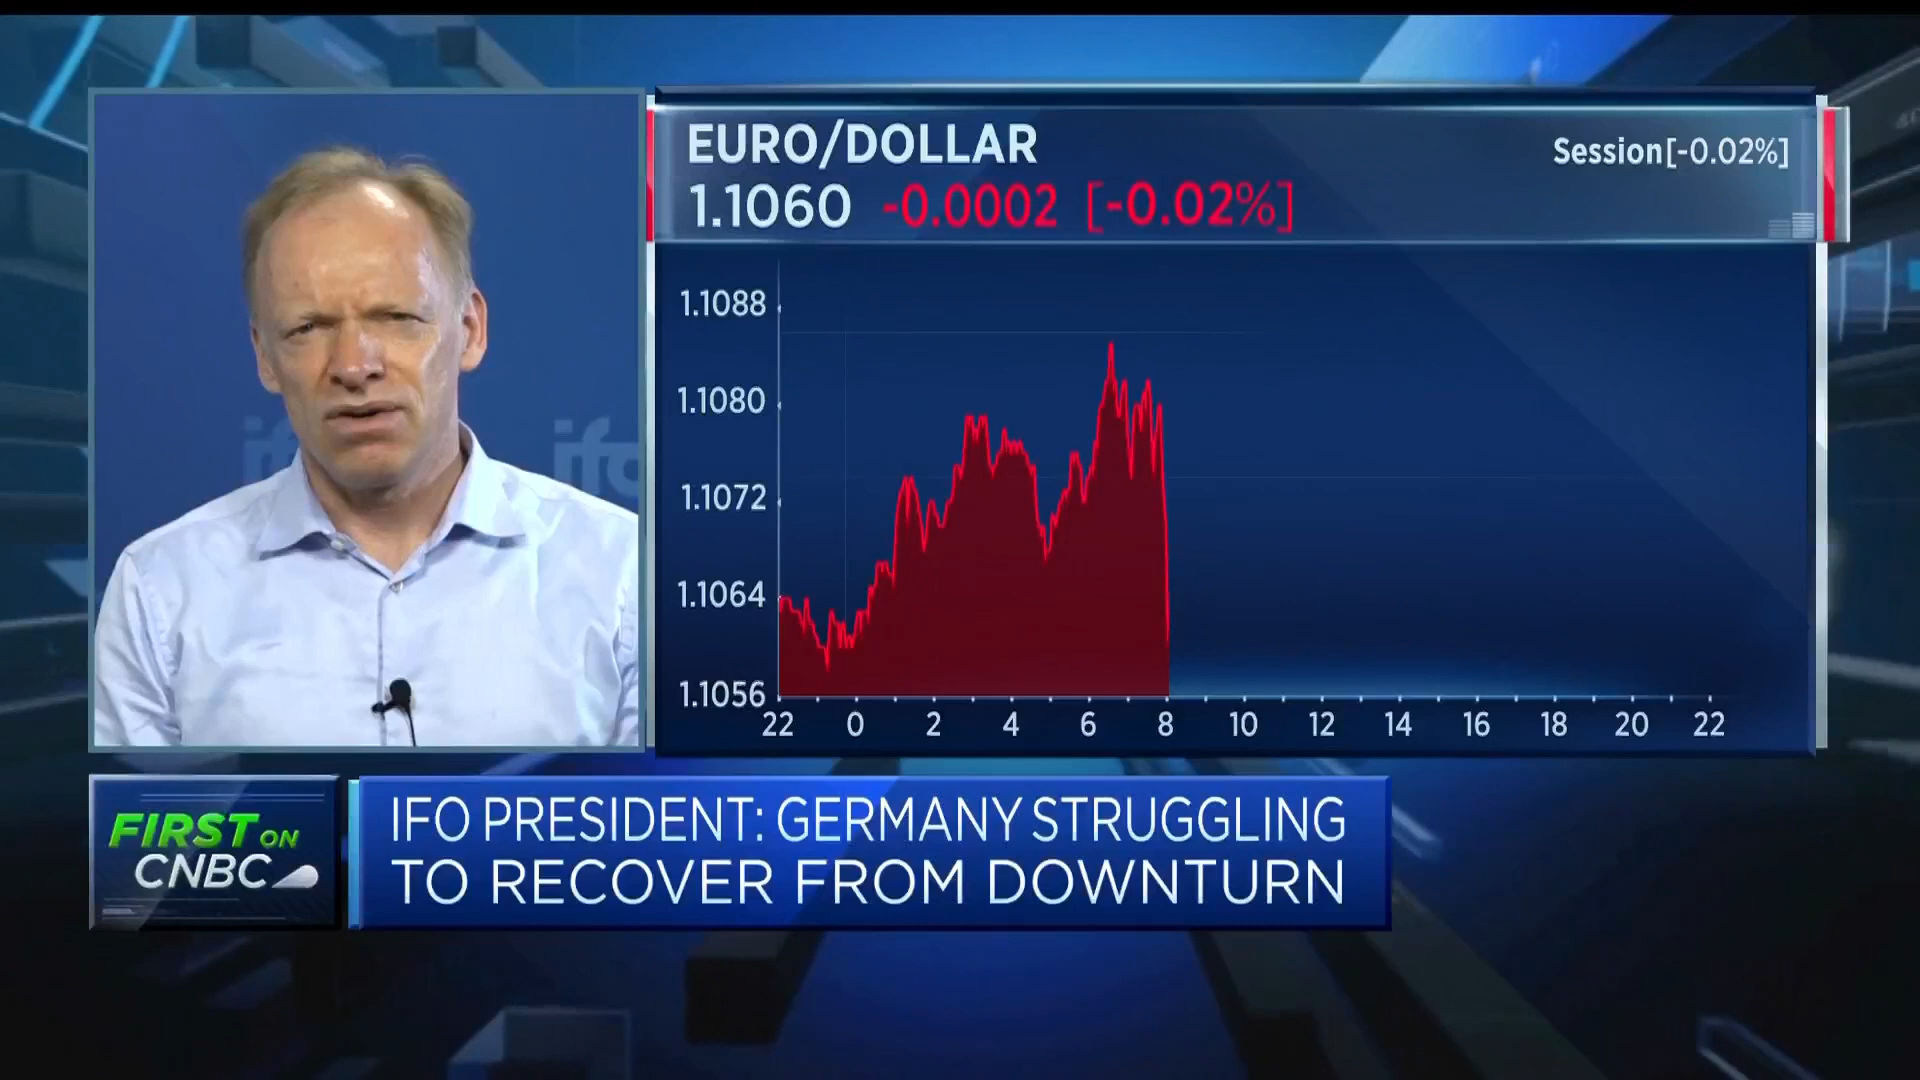 EURO/DOLLAR
1.1060 -0.0002 [-0.02%]
Session[-0.02%]
1.1088
1.1080
1.1072
1.1064
1.1056
22 0 2 4 6 8 10 12 14 16 18 20 22
ifo
FIRST ON
CNBC
IFO PRESIDENT: GERMANY STRUGGLING
TO RECOVER FROM DOWNTURN